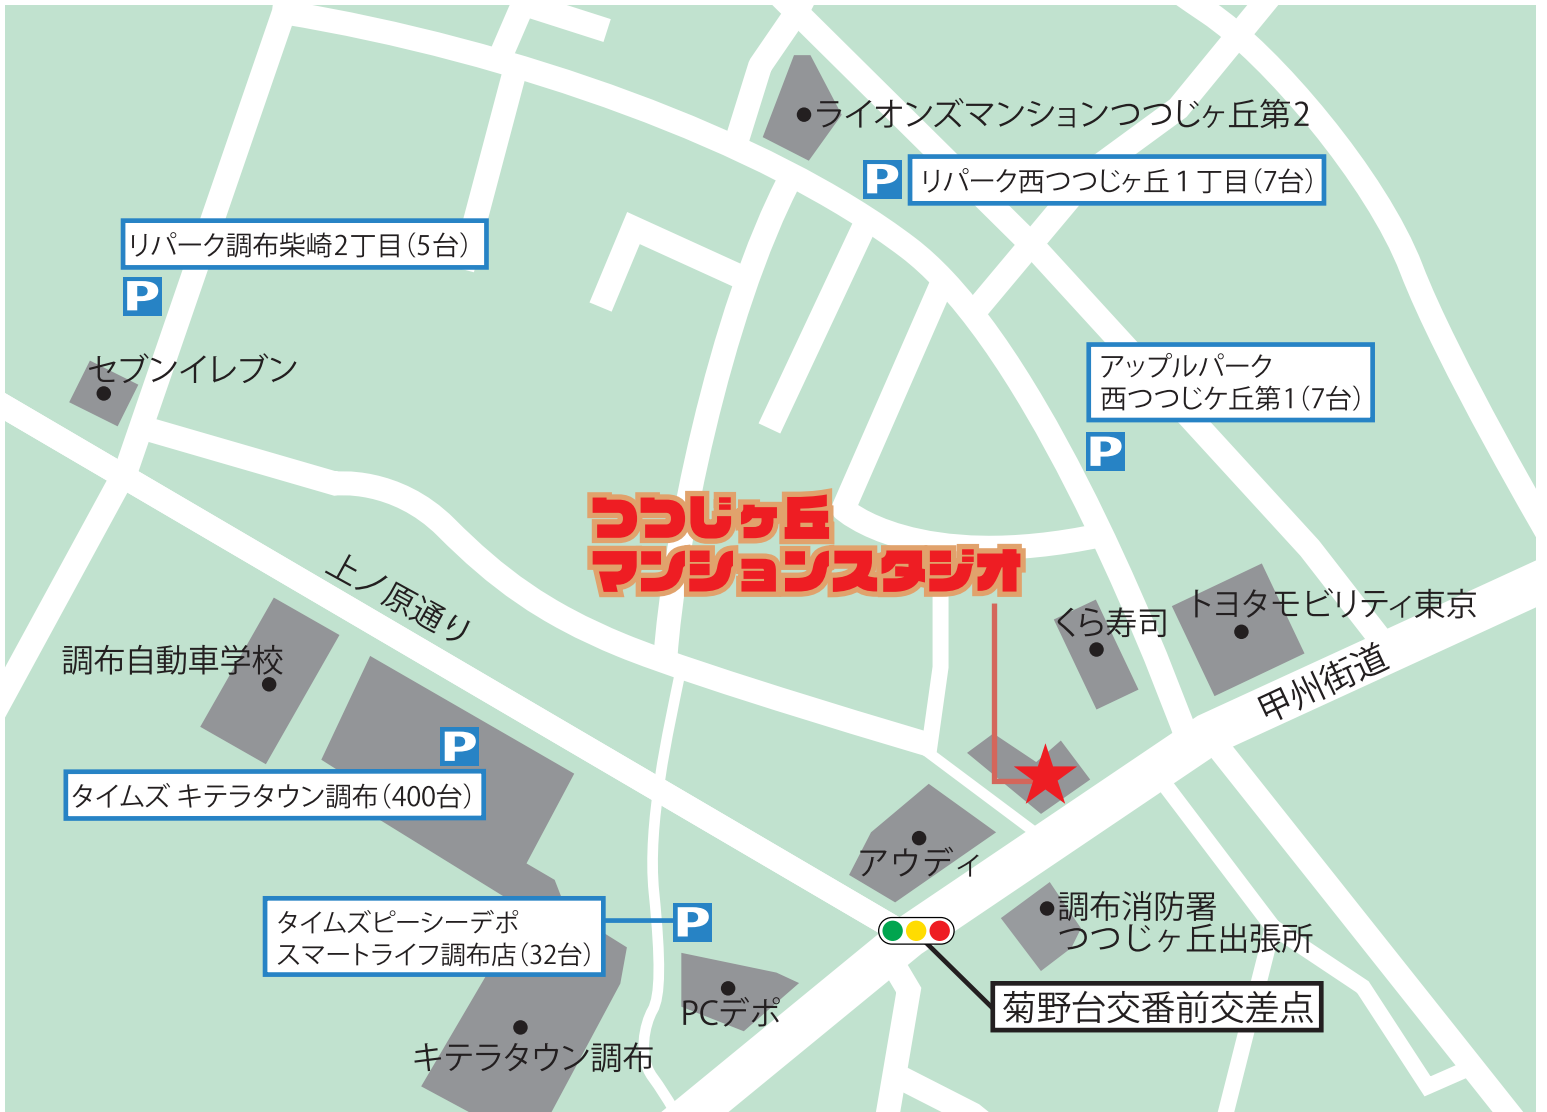 ライオンズマンションつつじヶ丘第2
P
リパーク西つつじヶ丘1丁目(7台)
リパーク調布柴崎2丁目(5台)
P
セブンイレブン
アップルパーク
西つつじケ丘第1(7台)
P
つつじヶ丘
マンションスタジオ
上ノ原通り
トヨタモビリティ東京
くら寿司
甲州街道
調布自動車学校
P
タイムズ キテラタウン調布(400台)
アウディ
タイムズピーシーデポ
スマートライフ調布店(32台)
P
調布消防署
つつじヶ丘出張所
PCデポ
菊野台交番前交差点
キテラタウン調布